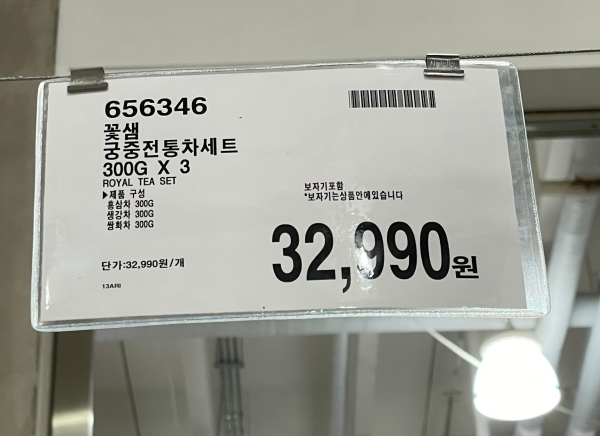 656346
꽃샘
궁중전통차세트
300G X 3
ROYAL TEA SET
▶제품 구성
홍삼차 300G
생강차 300G
쌍화차 300G
보자기포함
*보자기는상품안에있습니다
32,990원
단가:32,990원/개
13ARI